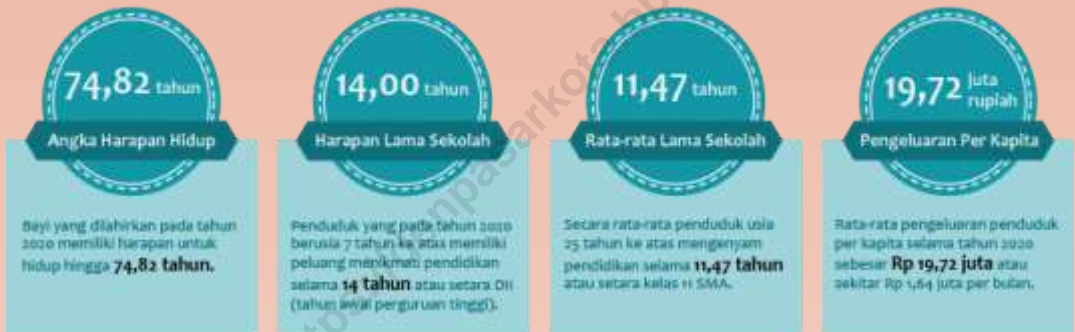 74,82 tahun
Angka Harapan Hidup
Bayi yang dilahirkan pada tahun
2020 memiliki harapan untuk
hidup hingga 74,82 tahun.
14,00 tahun
Harapan Lama Sekolah
Penduduk yang pada tahun 2020
berusia 7 tahun ke atas memiliki
peluang menikmati pendidikan
selama 14 tahun atau setara DII
(tahun awal perguruan tinggi).
11,47 tahun
Rata-rata Lama Sekolah
Secara rata-rata penduduk usia
25 tahun ke atas mengenyam
pendidikan selama 11,47 tahun
atau setara kelas 11 SMA.
19,72 juta
rupiah
Pengeluaran Per Kapita
Rata-rata pengeluaran penduduk
per kapita selama tahun 2020
sebesar Rp 19,72 juta atau
sekitar Rp 1,64 juta per bulan.